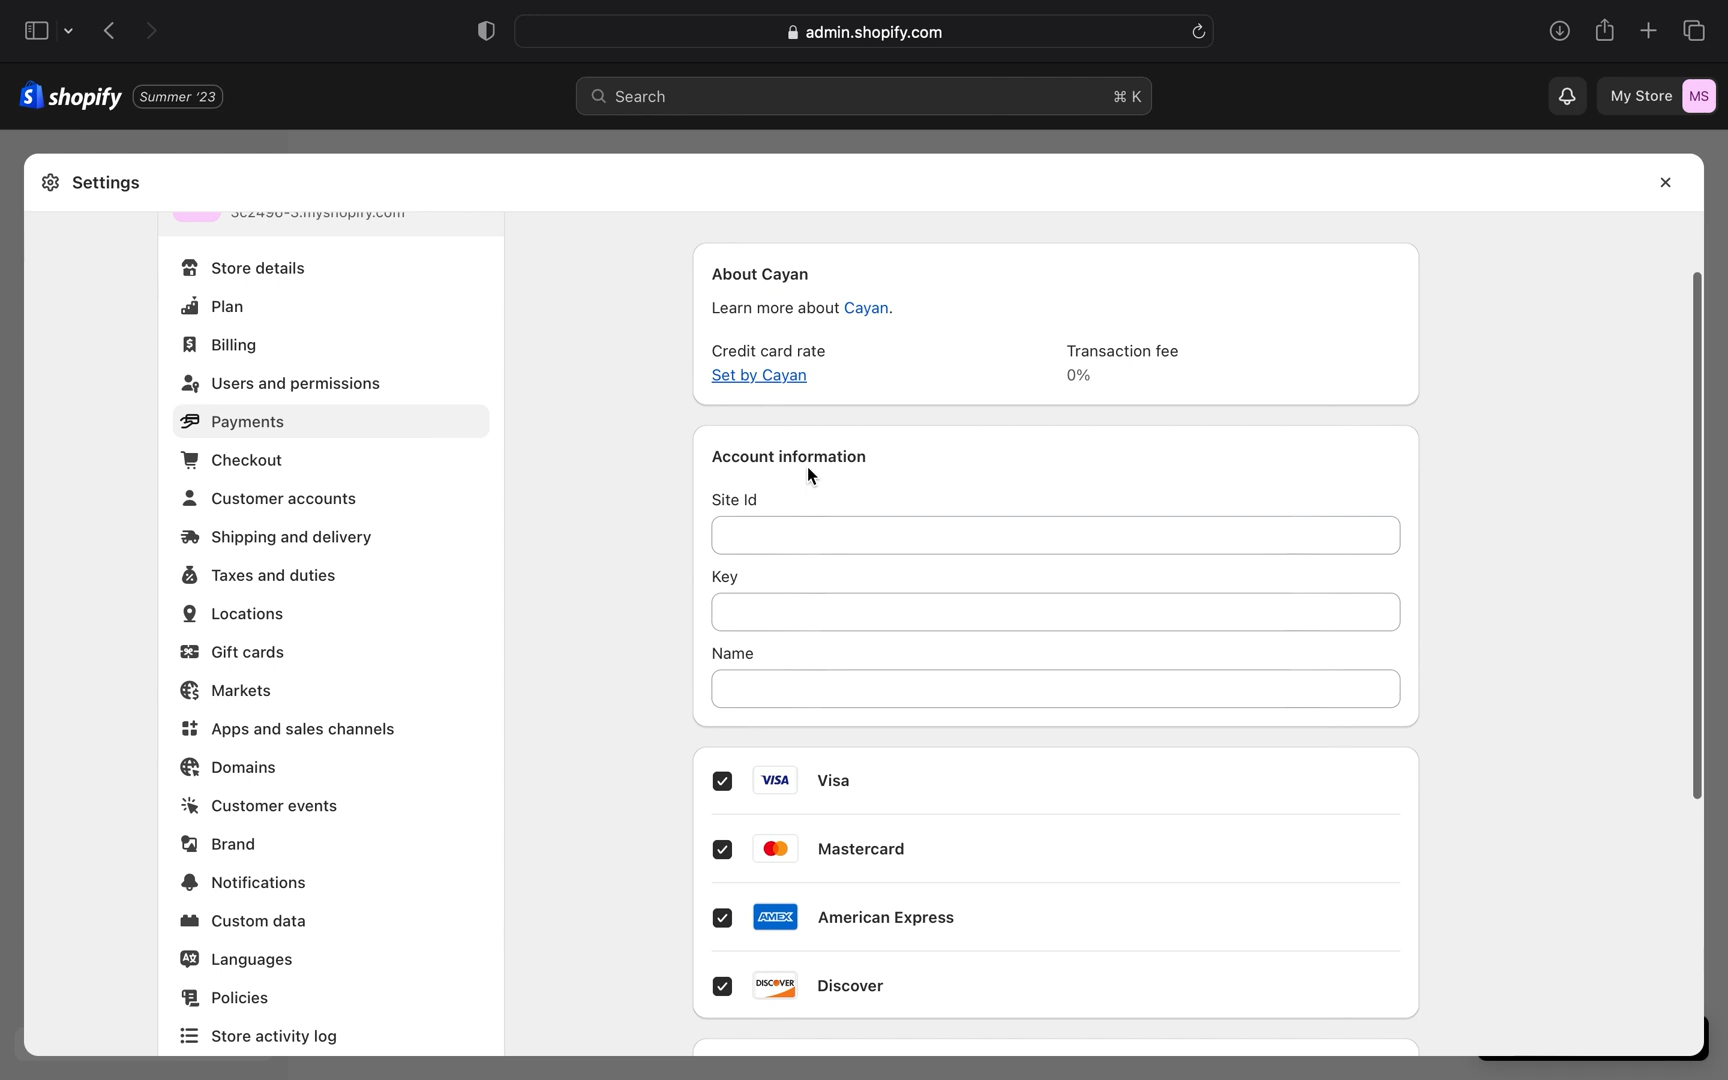 admin.shopify.com
shopify Summer '23
Search ⌘ K
My Store MS
Settings
3c2496-3.myshopify.com
Store details
Plan
Billing
Users and permissions
Payments
Checkout
Customer accounts
Shipping and delivery
Taxes and duties
Locations
Gift cards
Markets
Apps and sales channels
Domains
Customer events
Brand
Notifications
Custom data
Languages
Policies
Store activity log
About Cayan
Learn more about Cayan.
Credit card rate
Set by Cayan
Transaction fee
0%
Account information
Site Id
Key
Name
VISA Visa
Mastercard
AMEX American Express
DISCOVER Discover